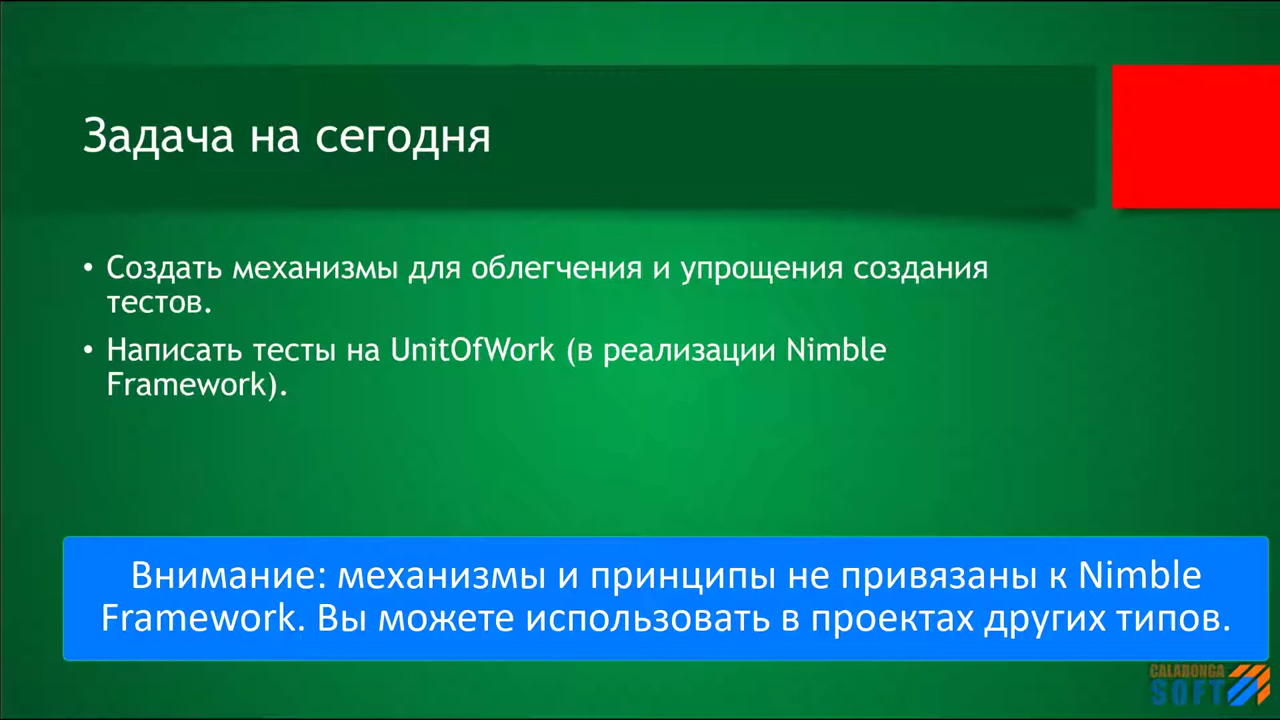 Задача на сегодня
• Создать механизмы для облегчения и упрощения создания
тестов.
• Написать тесты на UnitOfWork (в реализации Nimble
Framework).
Внимание: механизмы и принципы не привязаны к Nimble
Framework. Вы можете использовать в проектах других типов.
CALABONGA
SOFT